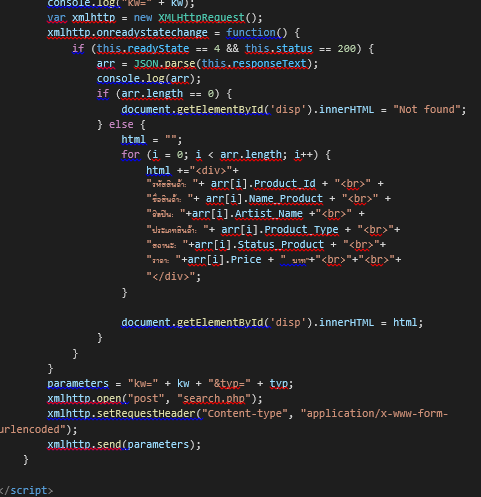 console.log("kw=" + kw);
var xmlhttp = new XMLHttpRequest();
xmlhttp.onreadystatechange = function() {
if (this.readyState == 4 && this.status == 200) {
arr = JSON.parse(this.responseText);
console.log(arr);
if (arr.length == 0) {
document.getElementById('disp').innerHTML = "Not found";
} else {
html = "";
for (i = 0; i < arr.length; i++) {
html +="<div>"+
"รหัสสินค้า: "+ arr[i].Product_Id + "<br>" +
"ชื่อสินค้า: "+ arr[i].Name_Product + "<br>" +
"ศิลปิน: "+arr[i].Artist_Name +"<br>" +
"ประเภทสินค้า: "+ arr[i].Product_Type + "<br>"+
"สถานะ: "+arr[i].Status_Product + "<br>"+
"ราคา: "+arr[i].Price + " บาท"+"<br>"+"<br>"+
"</div>";
}
document.getElementById('disp').innerHTML = html;
}
}
}
parameters = "kw=" + kw + "&typ=" + typ;
xmlhttp.open("post", "search.php");
xmlhttp.setRequestHeader("Content-type", "application/x-www-form-
urlencoded");
xmlhttp.send(parameters);
}
</script>